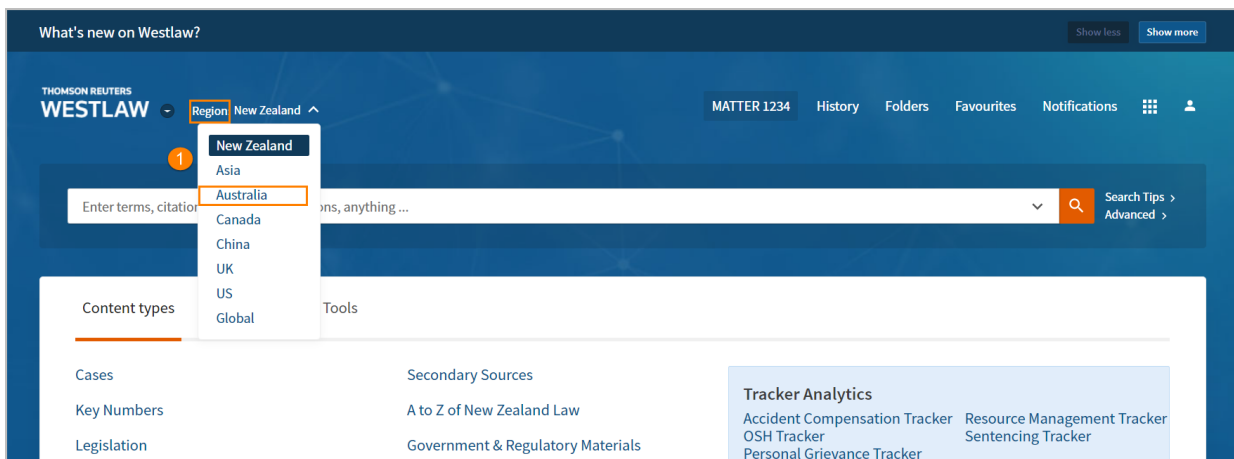 What's new on Westlaw?
Show less
Show more
THOMSON REUTERS
WESTLAW
Region New Zealand
MATTER 1234
History
Folders
Favourites
Notifications
1
New Zealand
Asia
Australia
Canada
China
UK
US
Global
Enter terms, citatio
ons, anything ...
Search Tips >
Advanced >
Content types
Tools
Cases
Key Numbers
Legislation
Secondary Sources
A to Z of New Zealand Law
Government & Regulatory Materials
Tracker Analytics
Accident Compensation Tracker
OSH Tracker
Personal Grievance Tracker
Resource Management Tracker
Sentencing Tracker